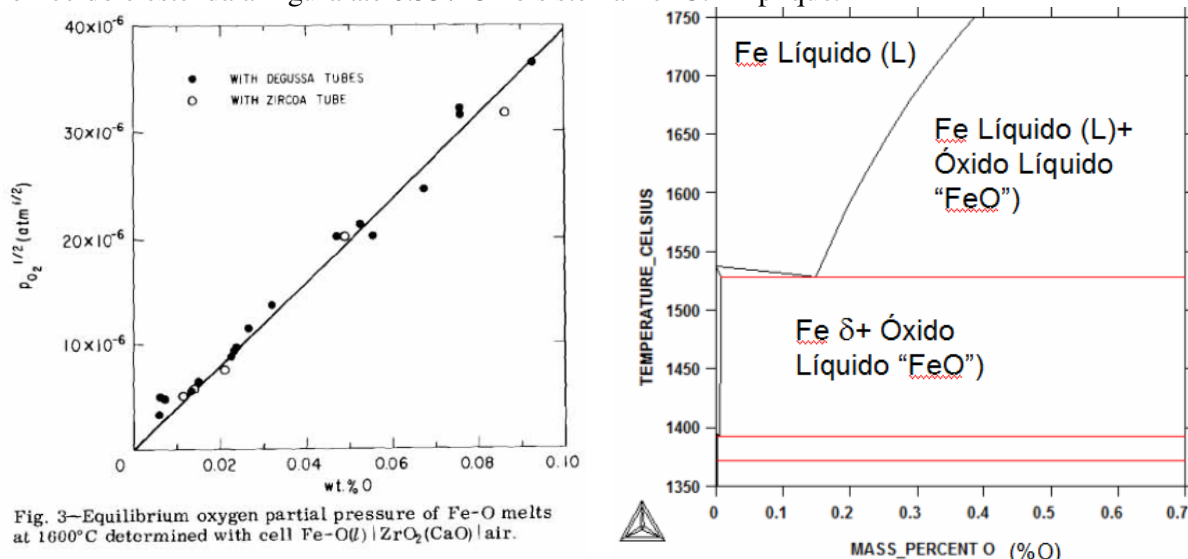 40×10-6
30×10-6
20×10-6
10×10-6
0
pO2 1/2 (atm1/2)
● WITH DEGUSSA TUBES
○ WITH ZIRCOA TUBE
0 0.02 0.04 0.06 0.08 0.10
wt.% O
Fig. 3—Equilibrium oxygen partial pressure of Fe-O melts
at 1600°C determined with cell Fe-O(l)|ZrO2(CaO)|air.
1750
1700
1650
1600
1550
1500
1450
1400
1350
TEMPERATURE_CELSIUS
Fe Líquido (L)
Fe Líquido (L)+
Óxido Líquido
“FeO”)
Fe δ+ Óxido
Líquido “FeO”)
0 0.1 0.2 0.3 0.4 0.5 0.6 0.7
MASS_PERCENT O (%O)